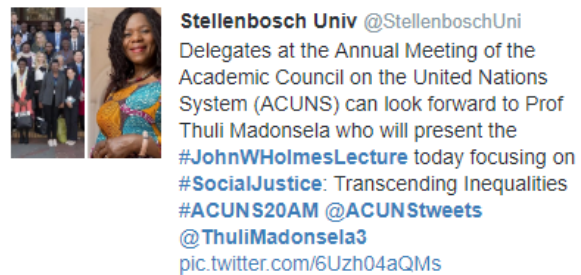 Stellenbosch Univ @StellenboschUni
Delegates at the Annual Meeting of the
Academic Council on the United Nations
System (ACUNS) can look forward to Prof
Thuli Madonsela who will present the
#JohnWHolmesLecture today focusing on
#SocialJustice: Transcending Inequalities
#ACUNS20AM @ACUNStweets
@ThuliMadonsela3
pic.twitter.com/6Uzh04aQMs